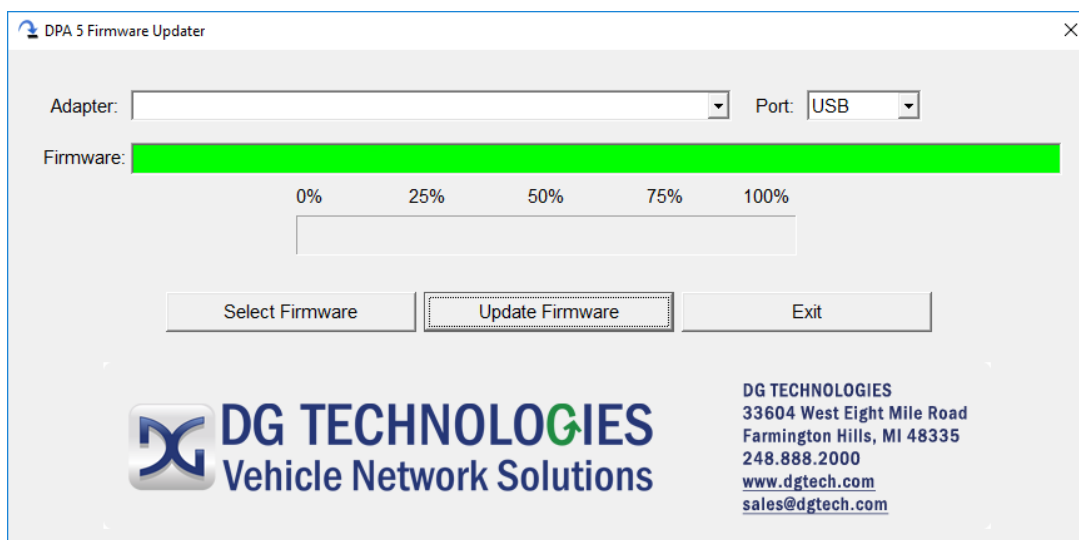 DPA 5 Firmware Updater
Adapter: Port: USB
Firmware:
0% 25% 50% 75% 100%
Select Firmware Update Firmware Exit
DG TECHNOLOGIES
Vehicle Network Solutions
DG TECHNOLOGIES
33604 West Eight Mile Road
Farmington Hills, MI 48335
248.888.2000
www.dgtech.com
sales@dgtech.com